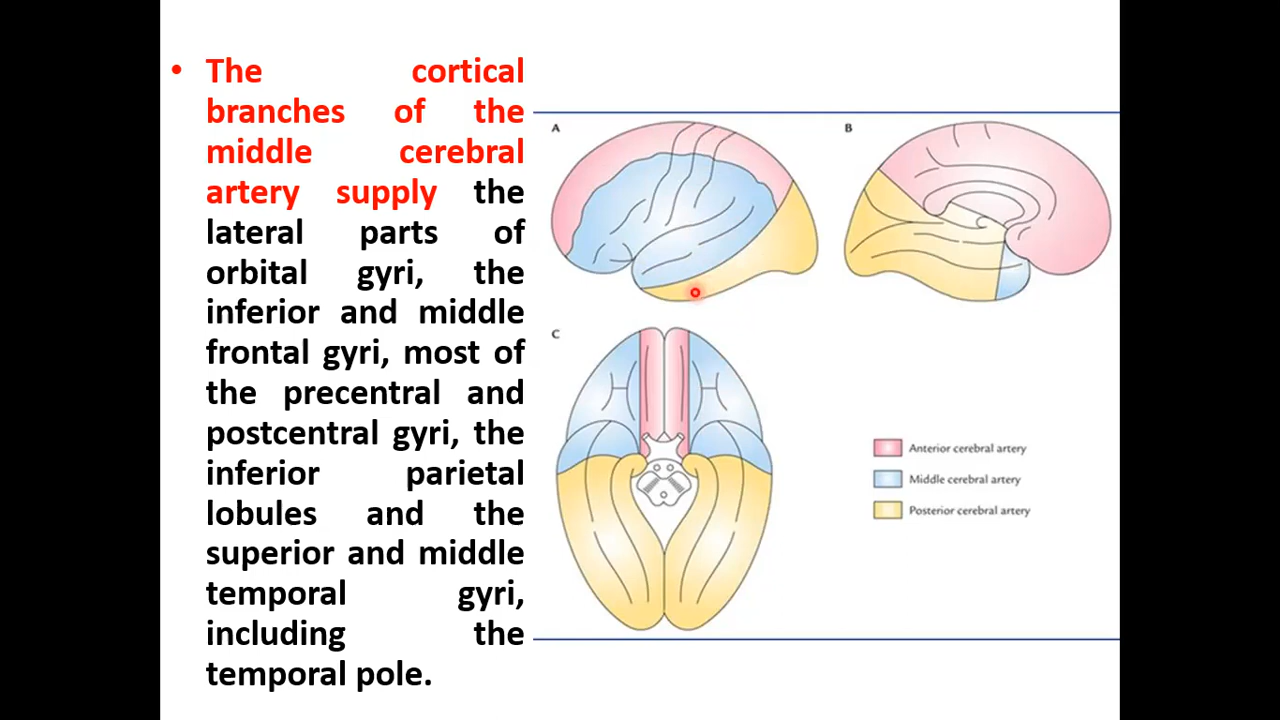 • The cortical
branches of the
middle cerebral
artery supply the
lateral parts of
orbital gyri, the
inferior and middle
frontal gyri, most of
the precentral and
postcentral gyri, the
inferior parietal
lobules and the
superior and middle
temporal gyri,
including the
temporal pole.
A
B
C
Anterior cerebral artery
Middle cerebral artery
Posterior cerebral artery